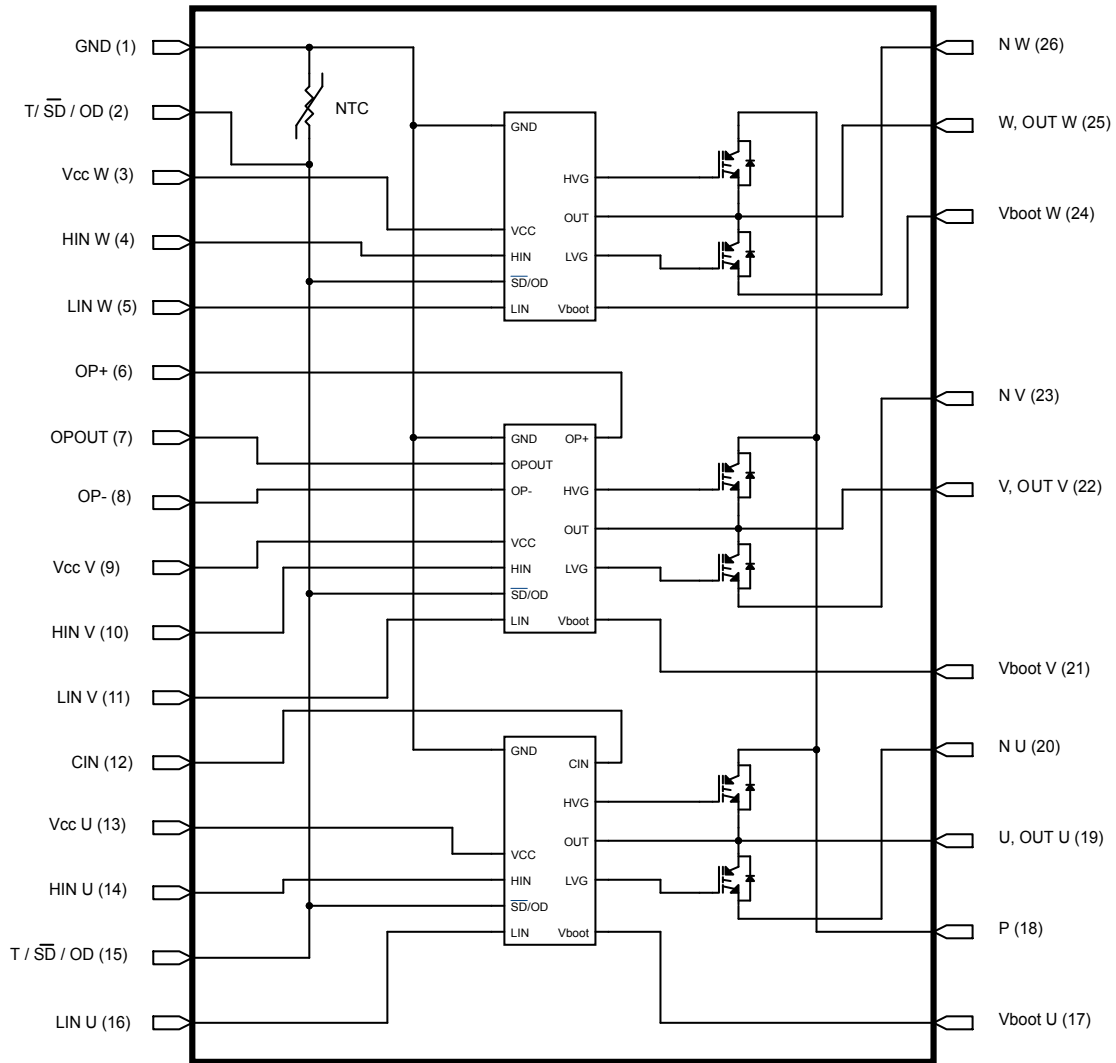 GND (1)
T/ SD / OD (2)
Vcc W (3)
HIN W (4)
LIN W (5)
OP+ (6)
OPOUT (7)
OP- (8)
Vcc V (9)
HIN V (10)
LIN V (11)
CIN (12)
Vcc U (13)
HIN U (14)
T / SD / OD (15)
LIN U (16)
NTC
GND
HVG
OUT
VCC
HIN
LVG
SD/OD
LIN
Vboot
GND
OP+
OPOUT
OP-
HVG
OUT
VCC
HIN
LVG
SD/OD
LIN
Vboot
GND
CIN
HVG
OUT
VCC
HIN
LVG
SD/OD
LIN
Vboot
N W (26)
W, OUT W (25)
Vboot W (24)
N V (23)
V, OUT V (22)
Vboot V (21)
N U (20)
U, OUT U (19)
P (18)
Vboot U (17)